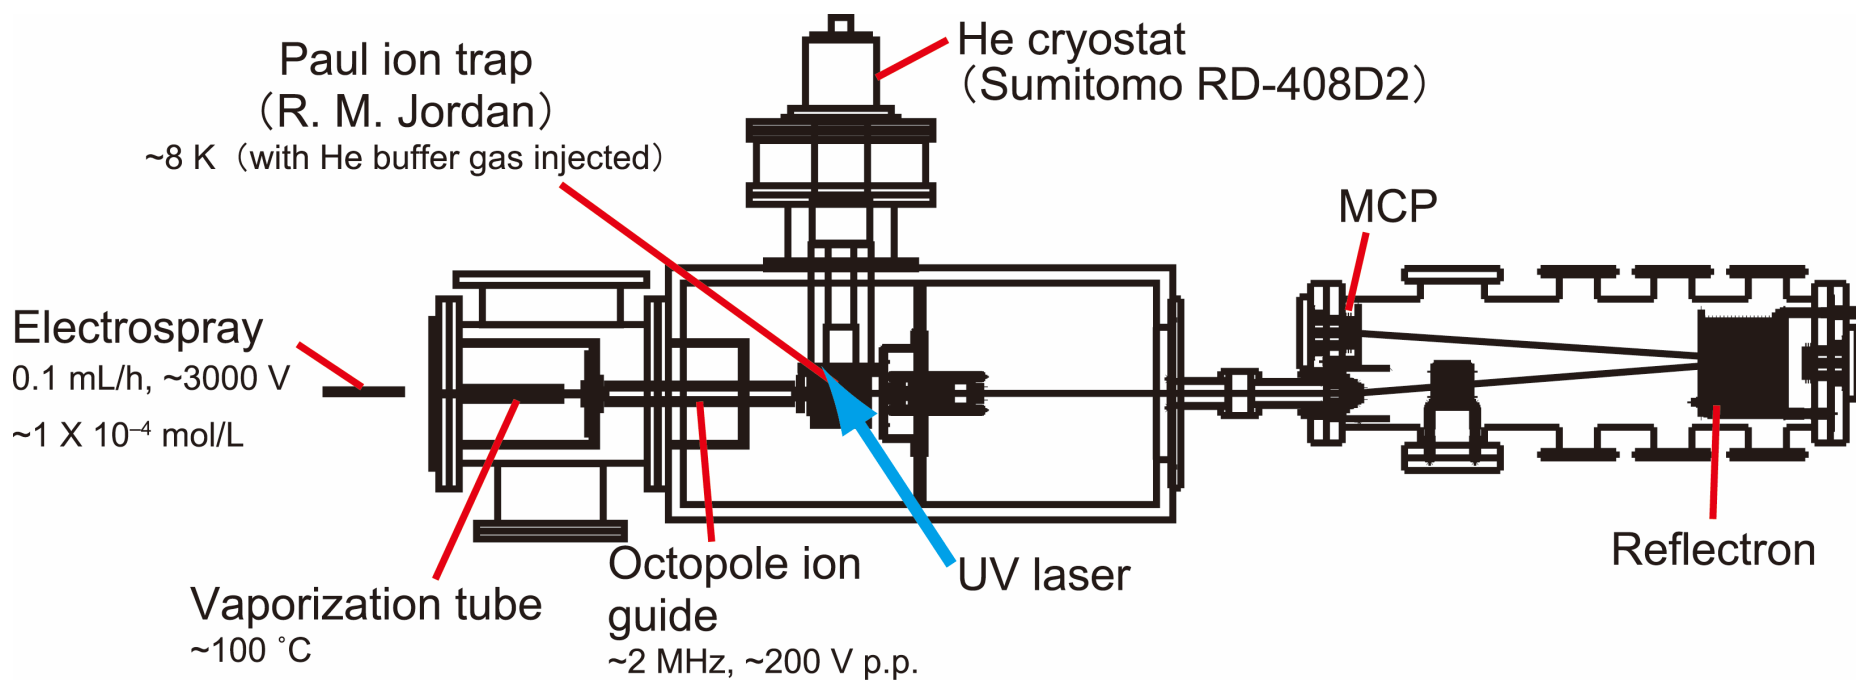 Paul ion trap
（R. M. Jordan）
~8 K（with He buffer gas injected）
He cryostat
（Sumitomo RD-408D2）
MCP
Electrospray
0.1 mL/h, ~3000 V
~1 X 10⁻⁴ mol/L
Vaporization tube
~100 ˚C
Octopole ion
guide
~2 MHz, ~200 V p.p.
UV laser
Reflectron